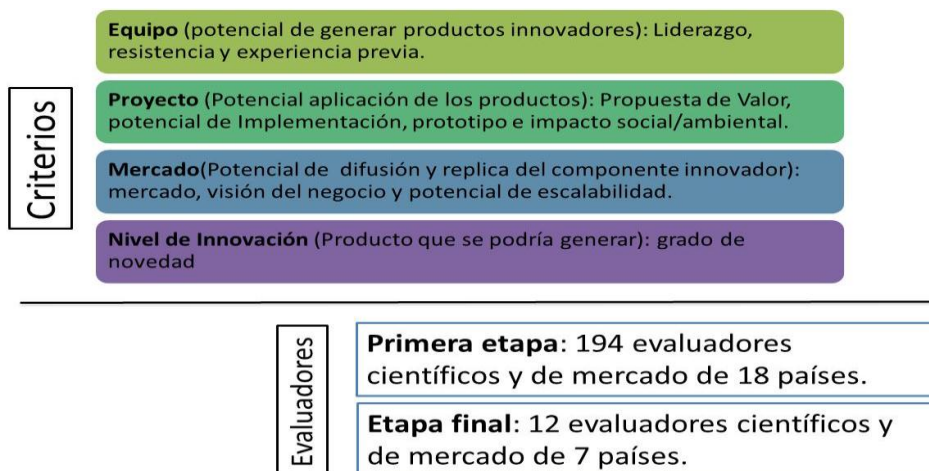 Criterios
Equipo (potencial de generar productos innovadores): Liderazgo,
resistencia y experiencia previa.
Proyecto (Potencial aplicación de los productos): Propuesta de Valor,
potencial de Implementación, prototipo e impacto social/ambiental.
Mercado(Potencial de difusión y replica del componente innovador):
mercado, visión del negocio y potencial de escalabilidad.
Nivel de Innovación (Producto que se podría generar): grado de
novedad
Evaluadores
Primera etapa: 194 evaluadores
científicos y de mercado de 18 países.
Etapa final: 12 evaluadores científicos y
de mercado de 7 países.